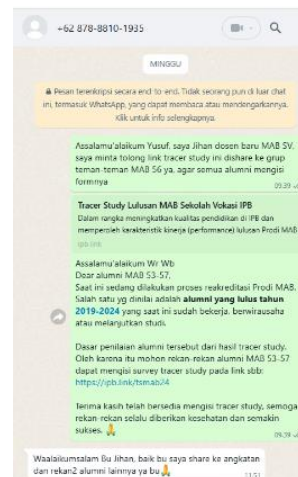 +62 878-8810-1935
MINGGU
Pesan terenkripsi secara end-to-end. Tidak seorang pun di luar chat
ini, termasuk WhatsApp, yang dapat membaca atau mendengarkannya.
Klik untuk info selengkapnya.
Assalamu'alaikum Yusuf, saya Jihan dosen baru MAB SV,
saya minta tolong link tracer study ini dishare ke grup
teman-teman MAB 56 ya, agar semua alumni mengisi
formnya
09.39
Tracer Study Lulusan MAB Sekolah Vokasi IPB
Dalam rangka meningkatkan kualitas pendidikan di IPB dan
memperoleh karakteristik kinerja (performance) lulusan Prodi MAB
ipb.link
Assalamu'alaikum Wr Wb
Dear alumni MAB 53-57,
Saat ini sedang dilakukan proses reakreditasi Prodi MAB.
Salah satu yg dinilai adalah alumni yang lulus tahun
2019-2024 yang saat ini sudah bekerja, berwirausaha
atau melanjutkan studi.
Dasar penilaian alumni tersebut dari hasil tracer study.
Oleh karena itu mohon rekan-rekan alumni MAB 53-57
dapat mengisi survey tracer study pada link sbb:
https://ipb.link/tsmab24
Terima kasih telah bersedia mengisi tracer study, semoga
rekan-rekan selalu diberikan kesehatan dan semakin
sukses. 🙏
09.39
Waalaikumsalam Bu Jihan, baik bu saya share ke angkatan
dan rekan2 alumni lainnya ya bu🙏
11.51